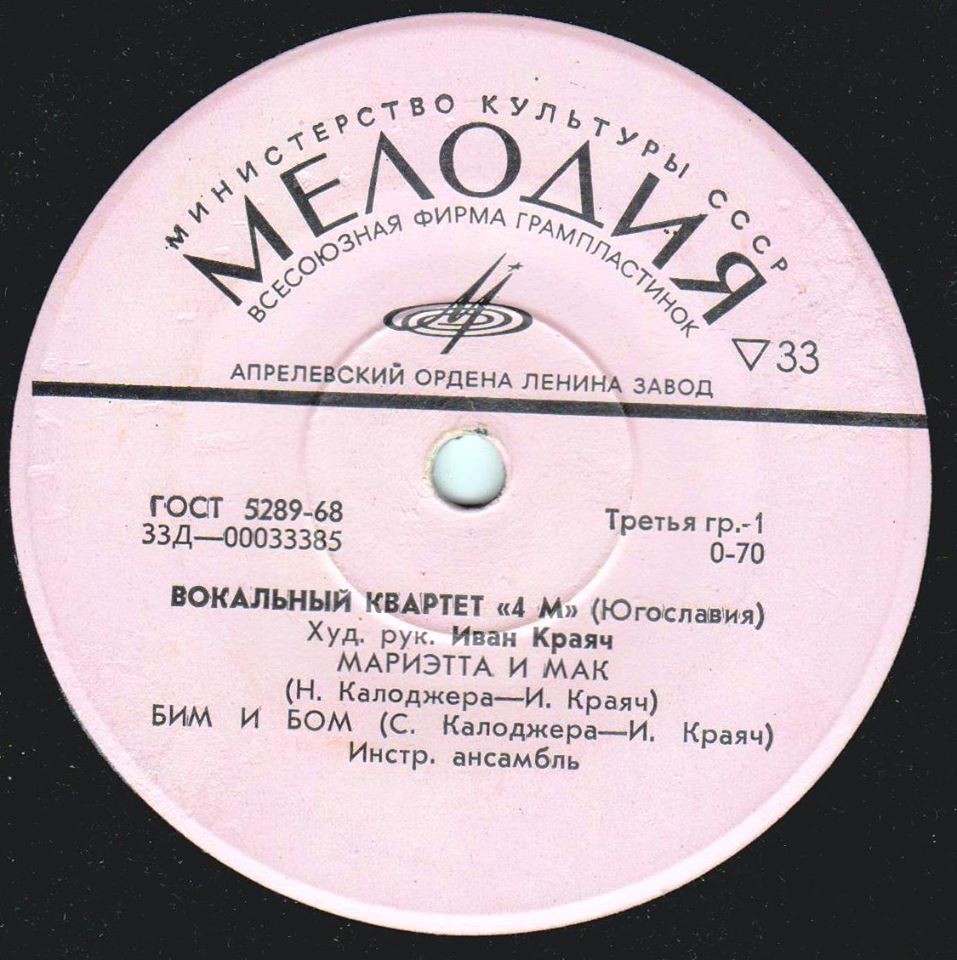 МИНИСТЕРСТВО КУЛЬТУРЫ СССР
МЕЛОДИЯ
ВСЕСОЮЗНАЯ ФИРМА ГРАМПЛАСТИНОК
▽33
АПРЕЛЕВСКИЙ ОРДЕНА ЛЕНИНА ЗАВОД
ГОСТ 5289-68
33Д—00033385
Третья гр.-1
0-70
ВОКАЛЬНЫЙ КВАРТЕТ «4 М» (Югославия)
Худ. рук. Иван Краяч
МАРИЭТТА И МАК
(Н. Калоджера—И. Краяч)
БИМ И БОМ (С. Калоджера—И. Краяч)
Инстр. ансамбль